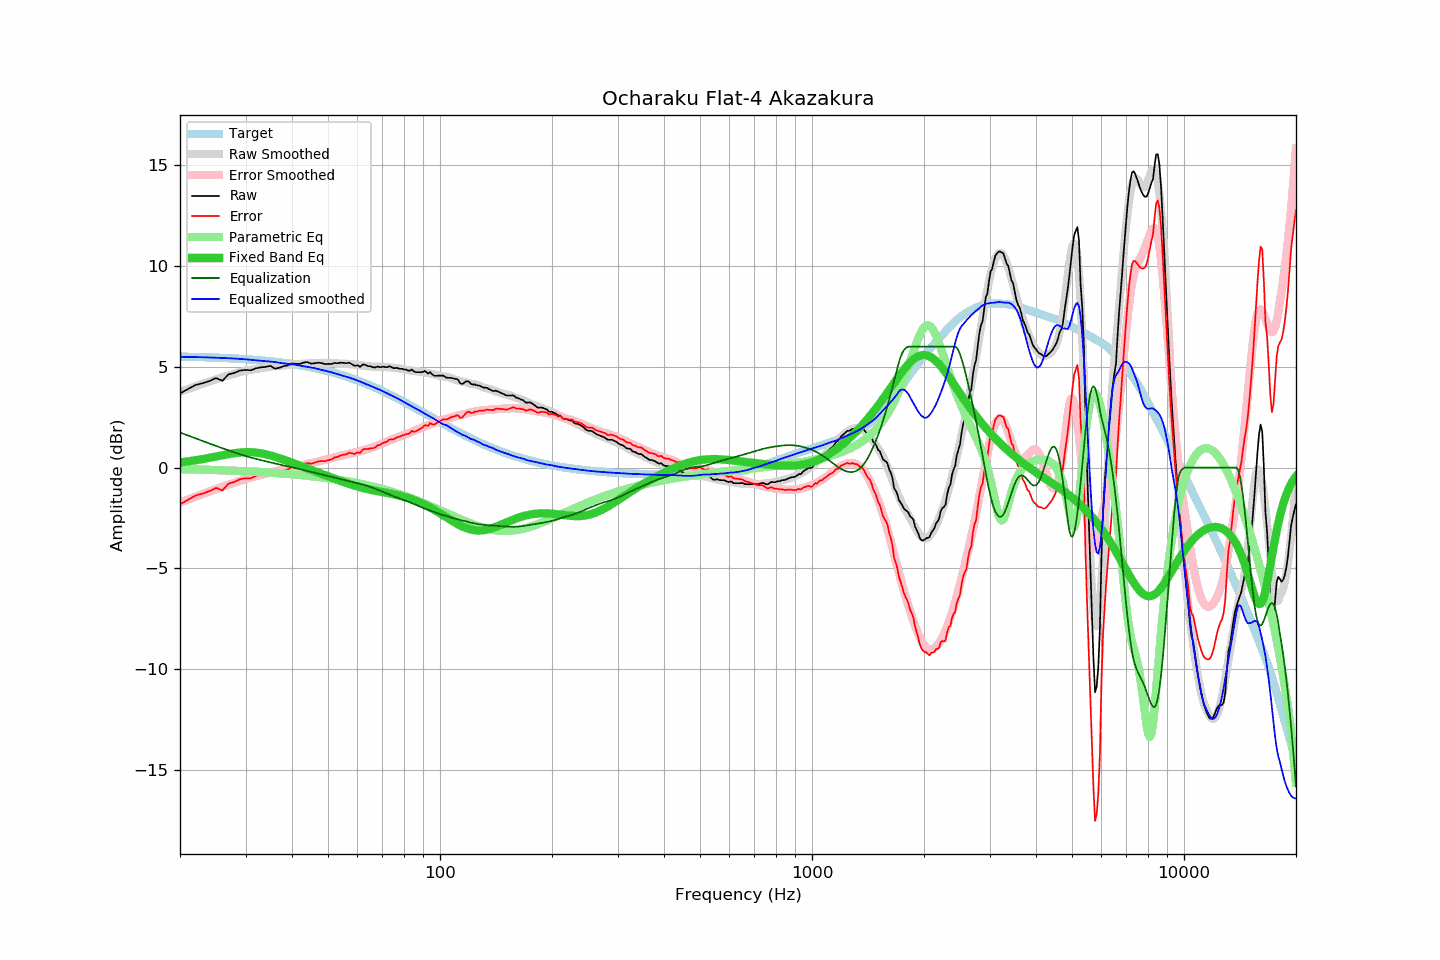 Ocharaku Flat-4 Akazakura
Target
Raw Smoothed
Error Smoothed
Raw
Error
Parametric Eq
Fixed Band Eq
Equalization
Equalized smoothed
15
10
5
0
−5
−10
−15
Amplitude (dBr)
100
1000
10000
Frequency (Hz)